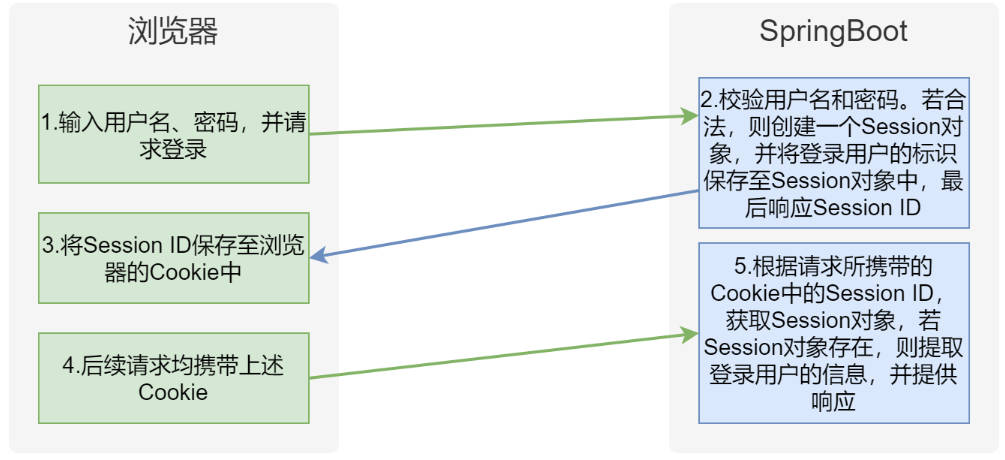 浏览器
SpringBoot
1.输入用户名、密码，并请
求登录
2.校验用户名和密码。若合
法，则创建一个Session对
象，并将登录用户的标识
保存至Session对象中，最
后响应Session ID
3.将Session ID保存至浏览
器的Cookie中
4.后续请求均携带上述
Cookie
5.根据请求所携带的
Cookie中的Session ID，
获取Session对象，若
Session对象存在，则提取
登录用户的信息，并提供
响应